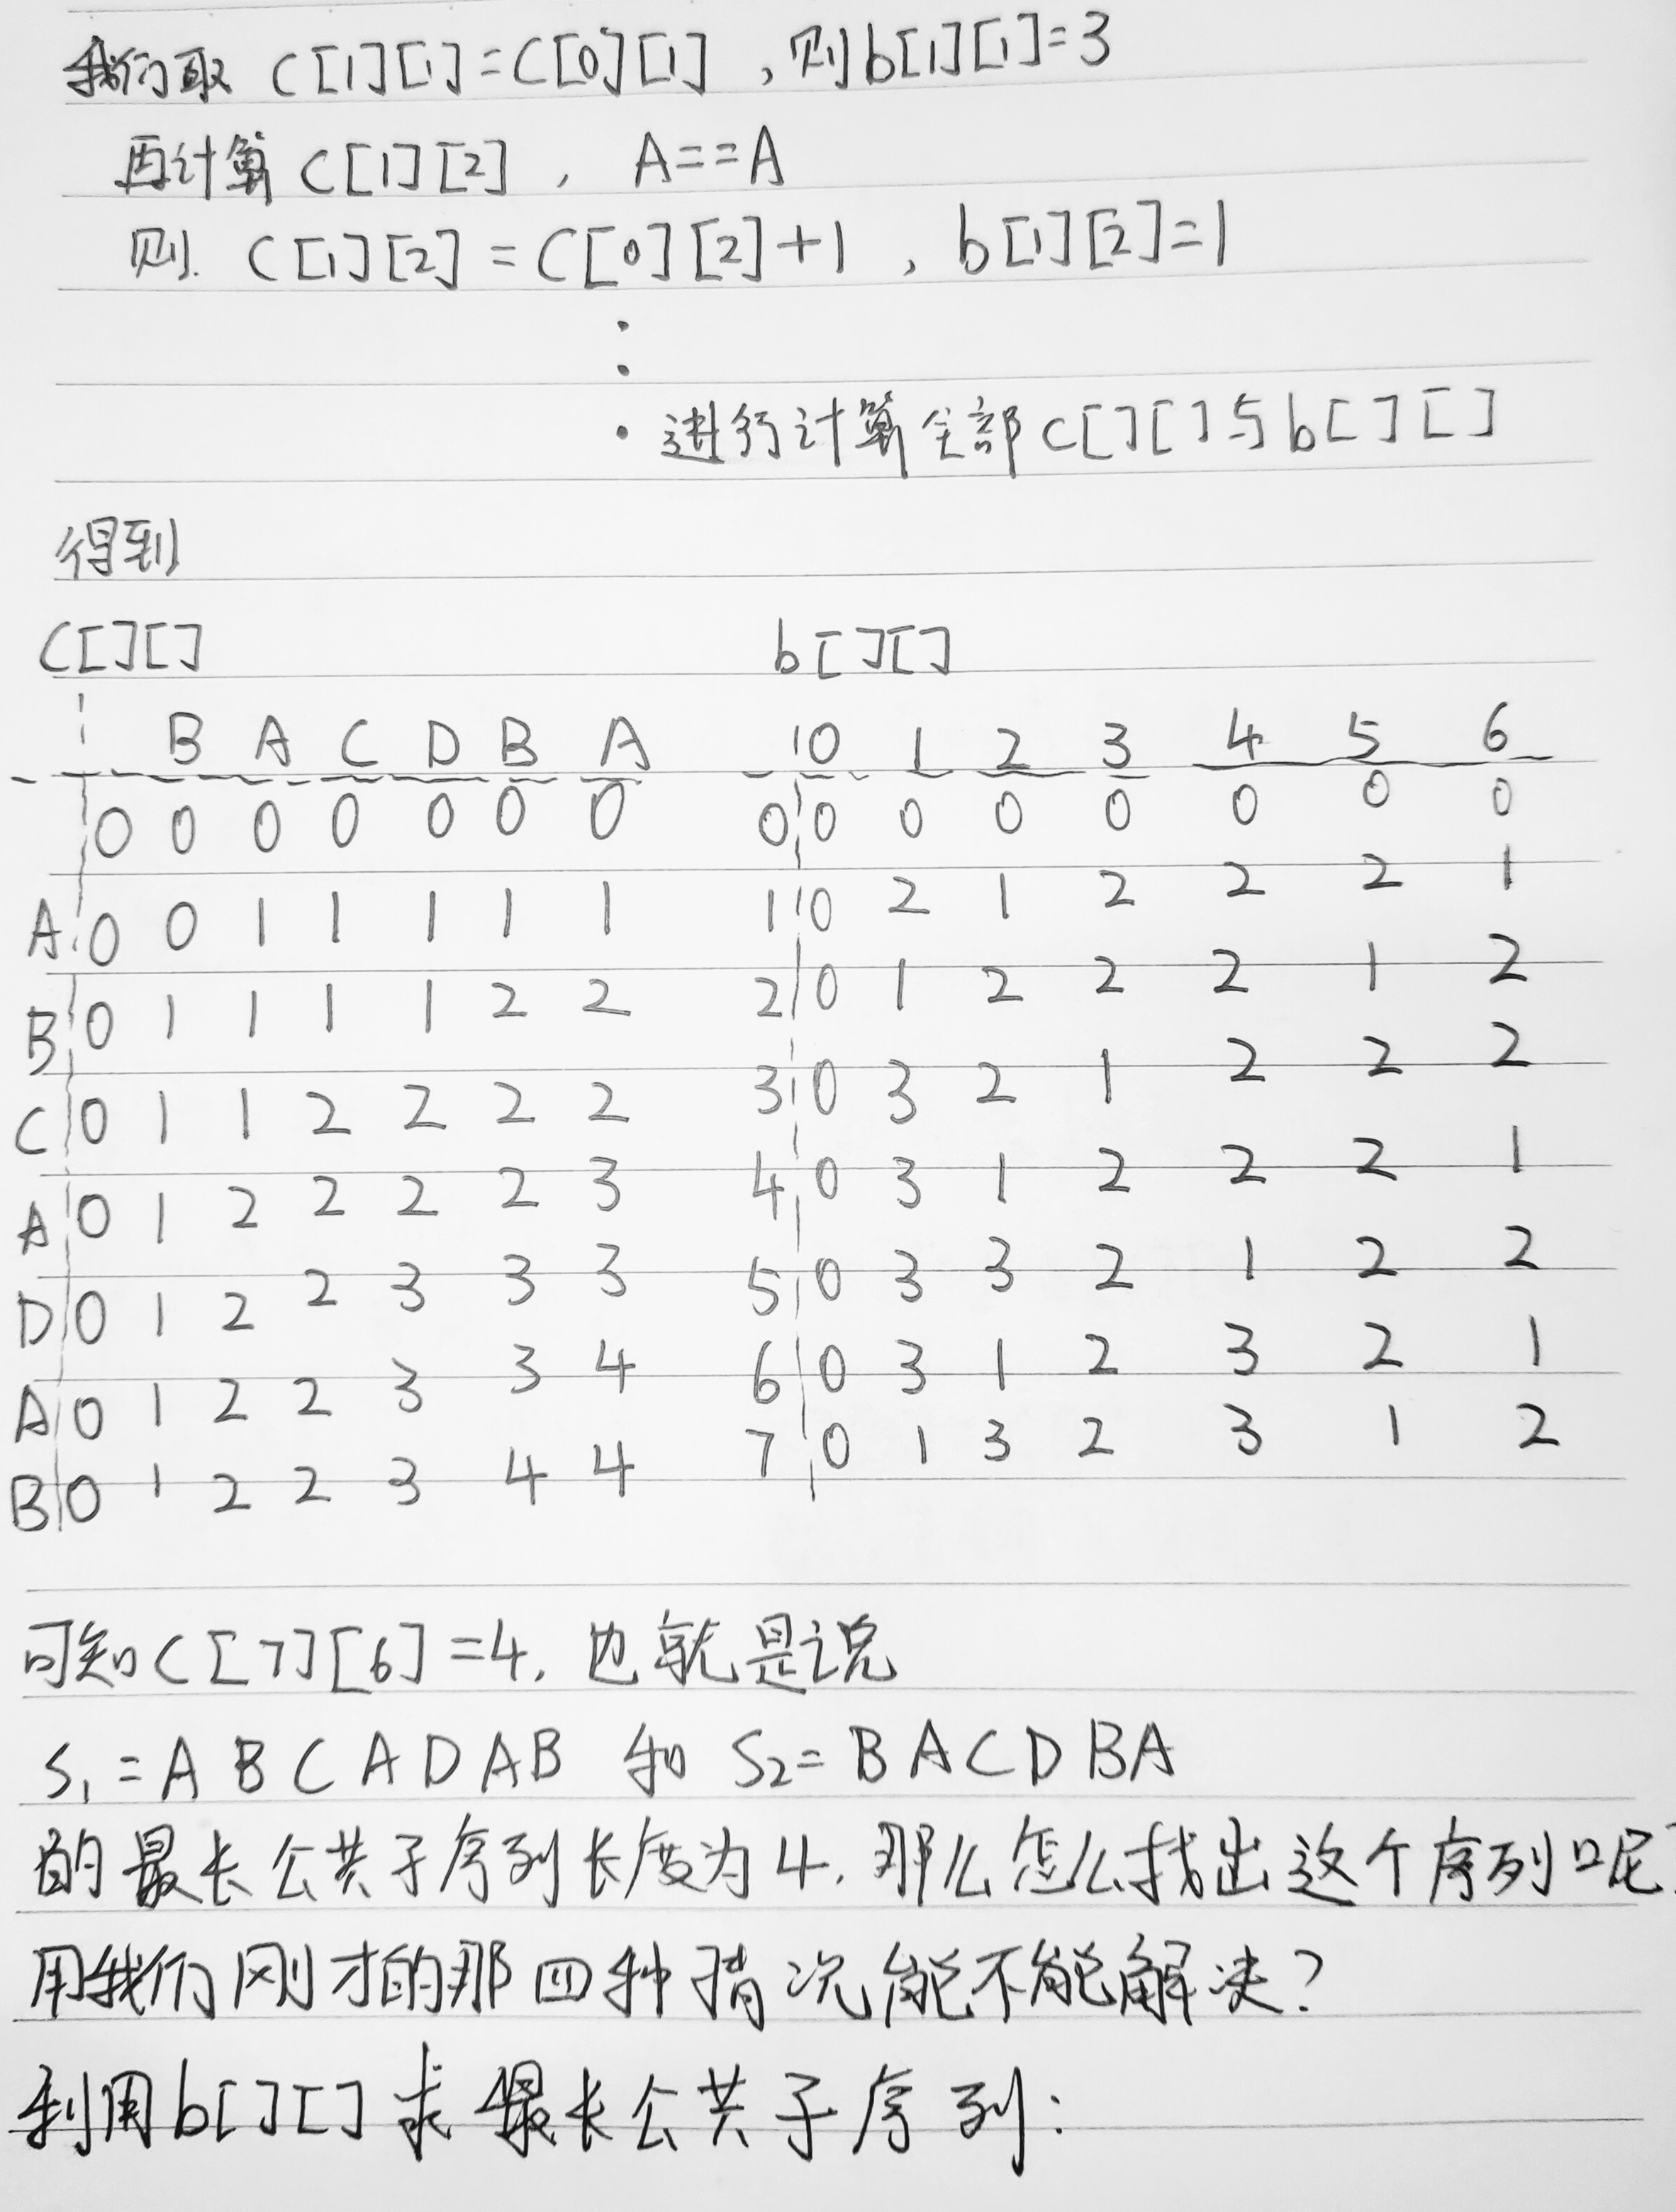 我们取 C[1][1]=C[0][1],则b[1][1]=3
再计算 C[1][2], A==A
则. C[1][2]=C[0][2]+1, b[1][2]=1
进行计算全部c[][]与b[][]
得到
C[][] b[][]
B A C D B A 0 1 2 3 4 5 6
0 0 0 0 0 0 0 0 0 0 0 0 0 0 0
A 0 0 1 1 1 1 1 1 0 2 1 2 2 2 1
B 0 1 1 1 1 2 2 2 0 1 2 2 2 1 2
C 0 1 1 2 2 2 2 3 0 3 2 1 2 2 2
A 0 1 2 2 2 2 3 4 0 3 1 2 2 2 1
D 0 1 2 2 3 3 3 5 0 3 3 2 1 2 2
A 0 1 2 2 3 3 4 6 0 3 1 2 3 2 1
B 0 1 2 2 3 4 4 7 0 1 3 2 3 1 2
可知C[7][6]=4. 也就是说
S₁=ABCADAB 和 S₂=BACDBA
的最长公共子序列长度为4. 那么怎么找出这个序列呢?
用我们刚才的那四种情况能不能解决?
利用b[][]求最长公共子序列: